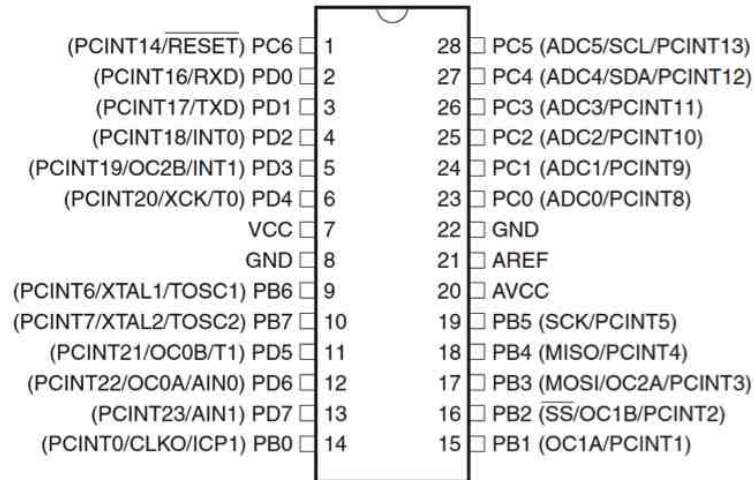 (PCINT14/RESET) PC6 1 28 PC5 (ADC5/SCL/PCINT13)
(PCINT16/RXD) PD0 2 27 PC4 (ADC4/SDA/PCINT12)
(PCINT17/TXD) PD1 3 26 PC3 (ADC3/PCINT11)
(PCINT18/INT0) PD2 4 25 PC2 (ADC2/PCINT10)
(PCINT19/OC2B/INT1) PD3 5 24 PC1 (ADC1/PCINT9)
(PCINT20/XCK/T0) PD4 6 23 PC0 (ADC0/PCINT8)
VCC 7 22 GND
GND 8 21 AREF
(PCINT6/XTAL1/TOSC1) PB6 9 20 AVCC
(PCINT7/XTAL2/TOSC2) PB7 10 19 PB5 (SCK/PCINT5)
(PCINT21/OC0B/T1) PD5 11 18 PB4 (MISO/PCINT4)
(PCINT22/OC0A/AIN0) PD6 12 17 PB3 (MOSI/OC2A/PCINT3)
(PCINT23/AIN1) PD7 13 16 PB2 (SS/OC1B/PCINT2)
(PCINT0/CLKO/ICP1) PB0 14 15 PB1 (OC1A/PCINT1)